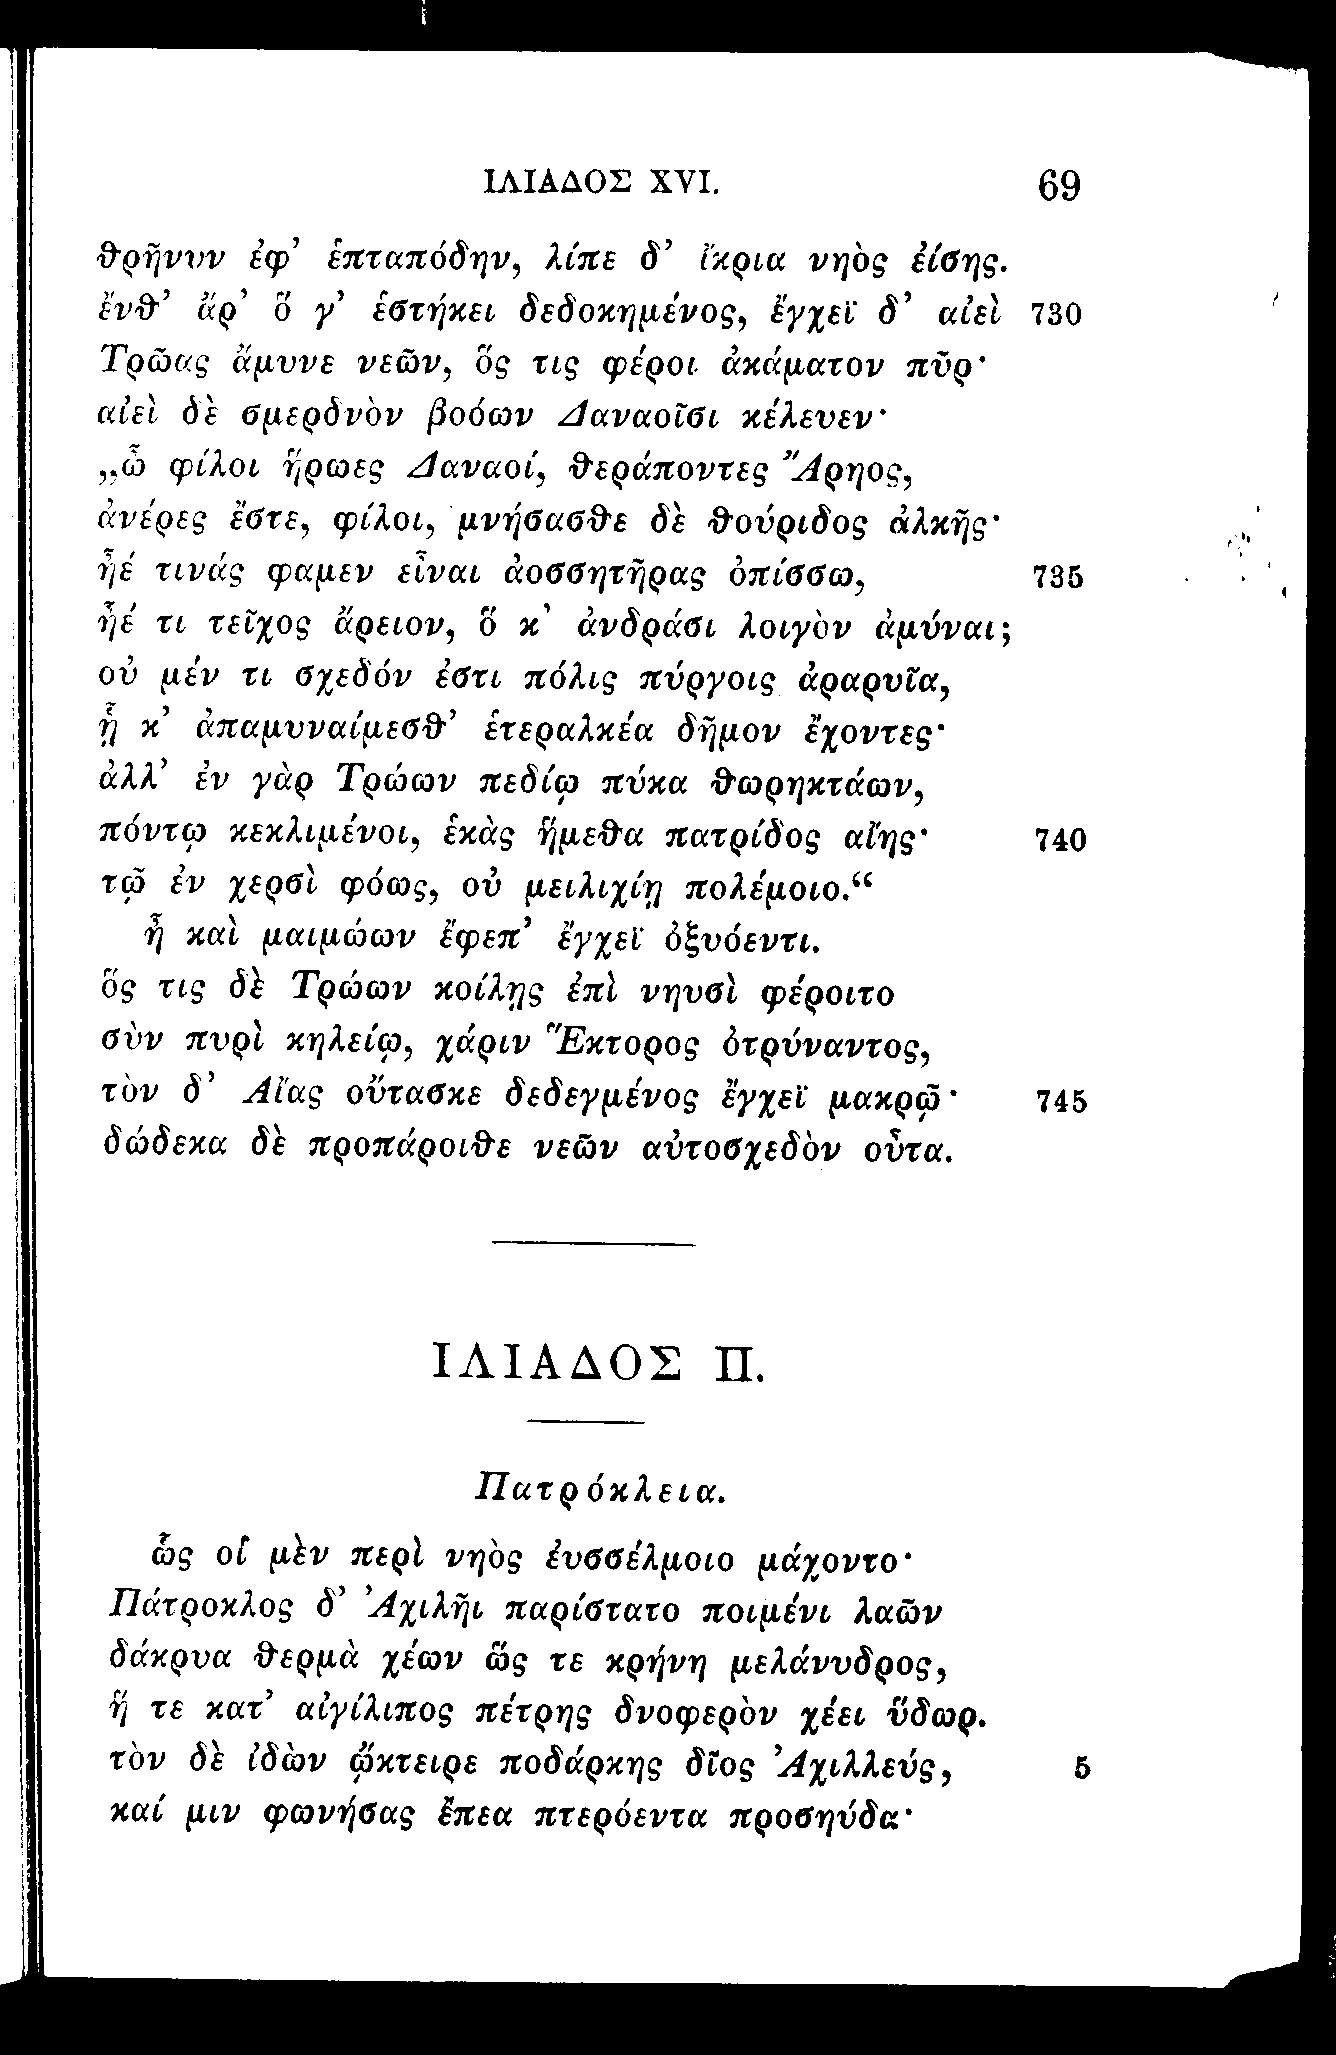 ΙΛΙΑΔΟΣ XVI. 69
θρῆνυν ἐφ’ ἑπταπόδην, λίπε δ’ ἴκρια νηὸς ἐίσης.
ἔνθ’ ἄρ’ ὅ γ’ ἑστήκει δεδοκημένος, ἔγχεϊ δ’ αἰεὶ 730
Τρῶας ἄμυνε νεῶν, ὅς τις φέροι ἀκάματον πῦρ·
αἰεὶ δὲ σμερδνὸν βοόων Δαναοῖσι κέλευεν·
„ὦ φίλοι ἥρωες Δαναοί, θεράποντες Ἄρηος,
ἀνέρες ἔστε, φίλοι, μνήσασθε δὲ θούριδος ἀλκῆς·
ἦέ τινάς φαμεν εἶναι ἀοσσητῆρας ὀπίσσω, 735
ἦέ τι τεῖχος ἄρειον, ὅ κ’ ἀνδράσι λοιγὸν ἀμύναι;
οὐ μέν τι σχεδόν ἐστι πόλις πύργοις ἀραρυῖα,
ᾗ κ’ ἀπαμυναίμεσθ’ ἑτεραλκέα δῆμον ἔχοντες·
ἀλλ’ ἐν γὰρ Τρώων πεδίῳ πύκα θωρηκτάων,
πόντῳ κεκλιμένοι, ἑκὰς ἥμεθα πατρίδος αἴης· 740
τῷ ἐν χερσὶ φόως, οὐ μειλιχίῃ πολέμοιο.“
ἦ καὶ μαιμώων ἔφεπ’ ἔγχεϊ ὀξυόεντι.
ὅς τις δὲ Τρώων κοίλῃς ἐπὶ νηυσὶ φέροιτο
σὺν πυρὶ κηλείῳ, χάριν Ἕκτορος ὀτρύναντος,
τὸν δ’ Αἴας οὔτασκε δεδεγμένος ἔγχεϊ μακρῷ· 745
δώδεκα δὲ προπάροιθε νεῶν αὐτοσχεδὸν οὖτα.
ΙΛΙΑΔΟΣ Π.
Πατρόκλεια.
ὣς οἳ μὲν περὶ νηὸς ἐυσσέλμοιο μάχοντο·
Πάτροκλος δ’ Ἀχιλῆι παρίστατο ποιμένι λαῶν
δάκρυα θερμὰ χέων ὥς τε κρήνη μελάνυδρος,
ἥ τε κατ’ αἰγίλιπος πέτρης δνοφερὸν χέει ὕδωρ.
τὸν δὲ ἰδὼν ᾤκτειρε ποδάρκης δῖος Ἀχιλλεύς, 5
καί μιν φωνήσας ἔπεα πτερόεντα προσηύδα·